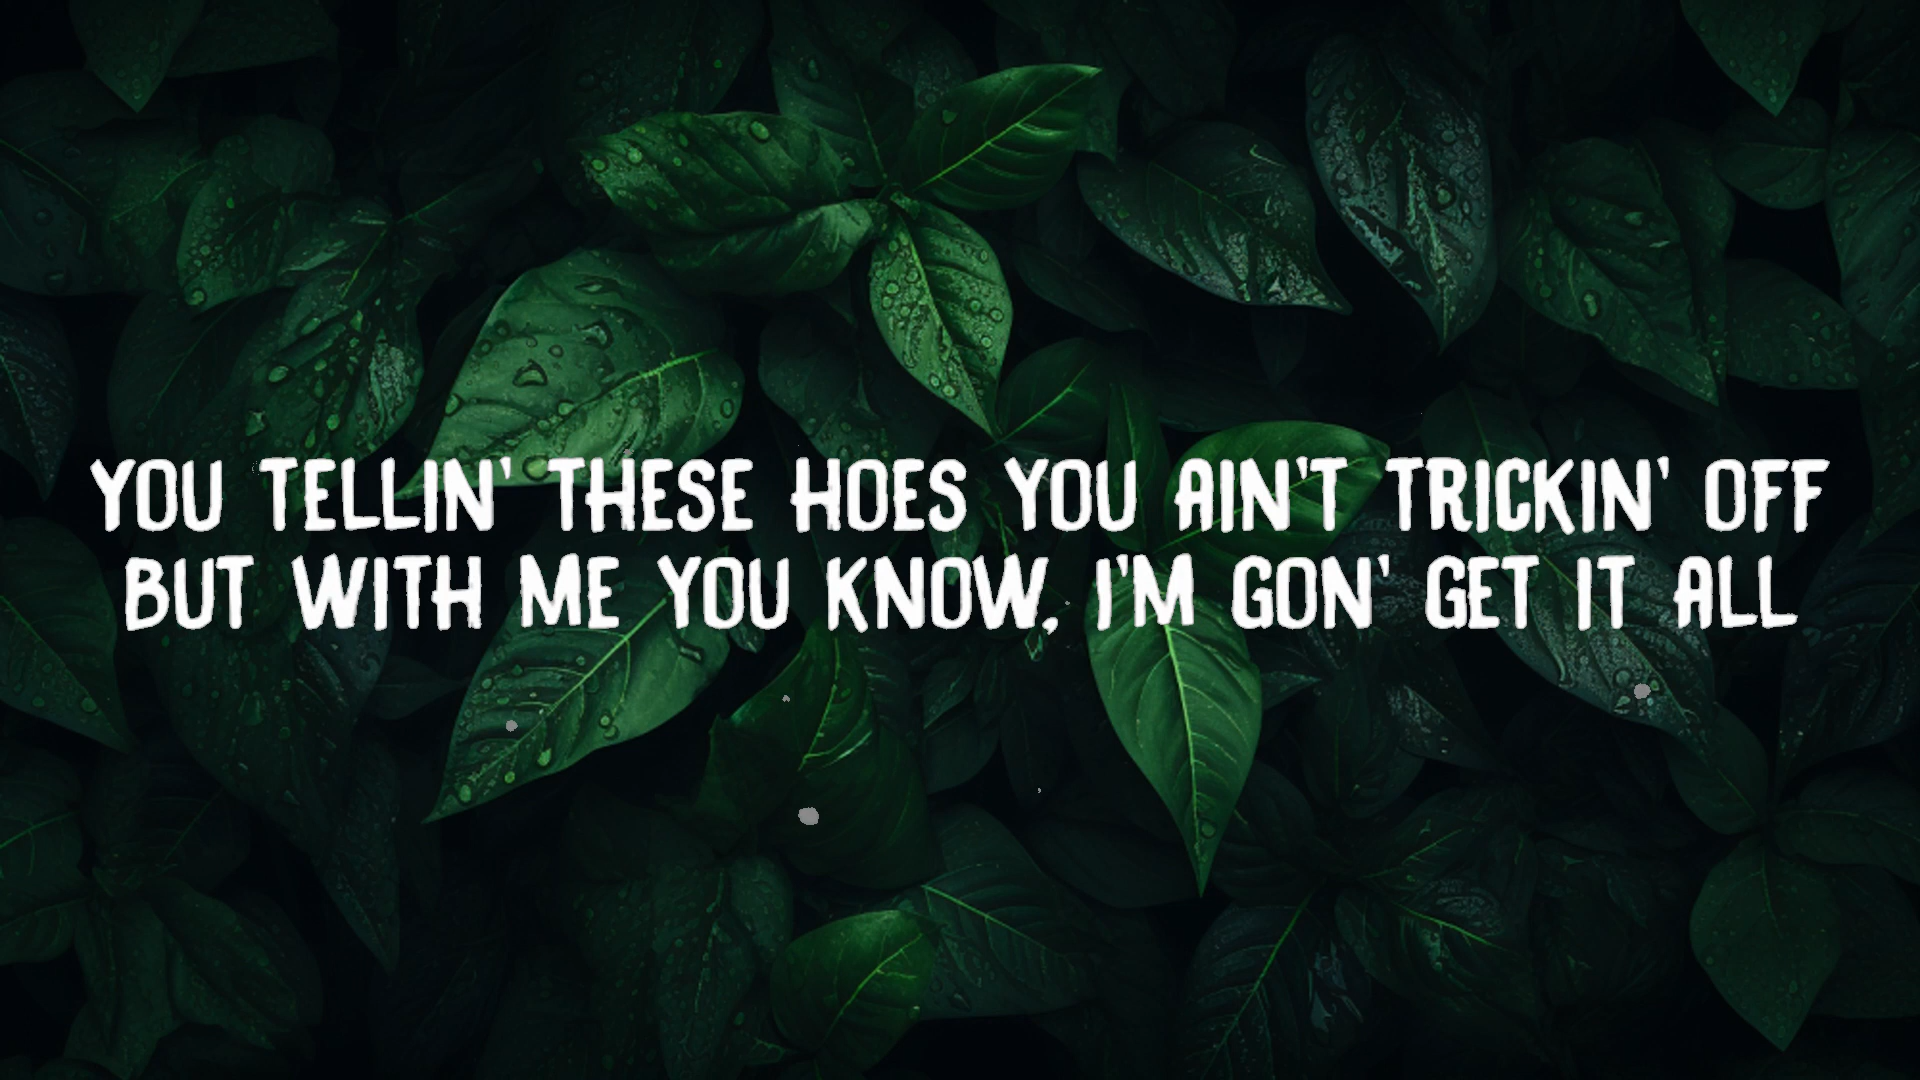 YOU TELLIN' THESE HOES YOU AIN'T TRICKIN' OFF
BUT WITH ME YOU KNOW, I'M GON' GET IT ALL